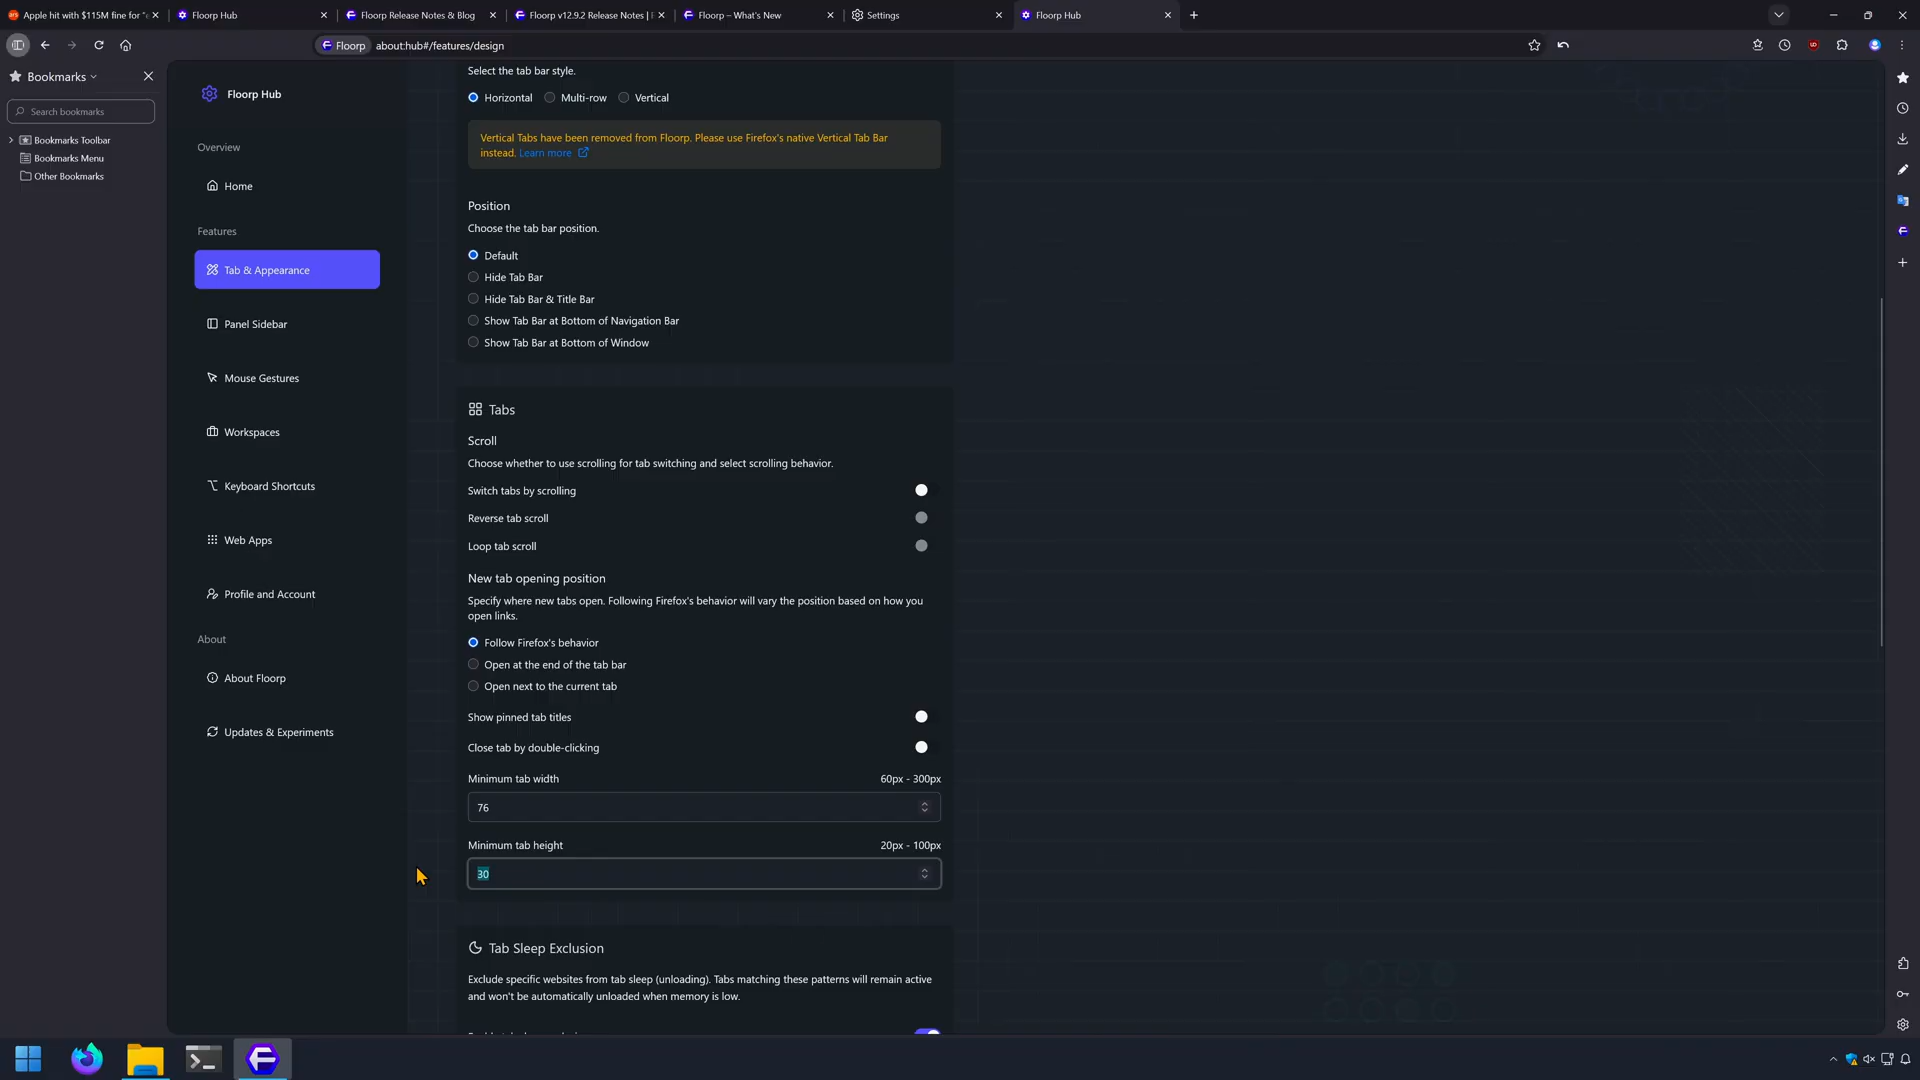 Apple hit with $115M fine for "e
Floorp Hub
Floorp Release Notes & Blog
Floorp v12.9.2 Release Notes | F
Floorp – What's New
Settings
Floorp Hub
Floorp
about:hub#/features/design
Bookmarks
Search bookmarks
Bookmarks Toolbar
Bookmarks Menu
Other Bookmarks
Floorp Hub
Overview
Home
Features
Tab & Appearance
Panel Sidebar
Mouse Gestures
Workspaces
Keyboard Shortcuts
Web Apps
Profile and Account
About
About Floorp
Updates & Experiments
Select the tab bar style.
Horizontal
Multi-row
Vertical
Vertical Tabs have been removed from Floorp. Please use Firefox's native Vertical Tab Bar
instead. Learn more
Position
Choose the tab bar position.
Default
Hide Tab Bar
Hide Tab Bar & Title Bar
Show Tab Bar at Bottom of Navigation Bar
Show Tab Bar at Bottom of Window
Tabs
Scroll
Choose whether to use scrolling for tab switching and select scrolling behavior.
Switch tabs by scrolling
Reverse tab scroll
Loop tab scroll
New tab opening position
Specify where new tabs open. Following Firefox's behavior will vary the position based on how you
open links.
Follow Firefox's behavior
Open at the end of the tab bar
Open next to the current tab
Show pinned tab titles
Close tab by double-clicking
Minimum tab width 60px - 300px
76
Minimum tab height 20px - 100px
30
Tab Sleep Exclusion
Exclude specific websites from tab sleep (unloading). Tabs matching these patterns will remain active
and won't be automatically unloaded when memory is low.